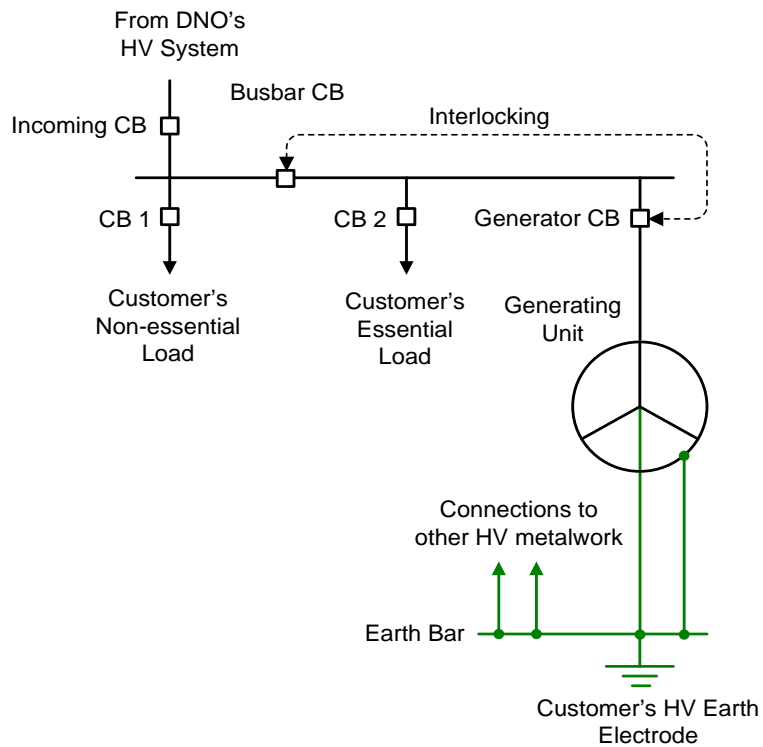 From DNO's
HV System
Busbar CB
Interlocking
Incoming CB
CB 1
CB 2
Generator CB
Customer's
Non-essential
Load
Customer's
Essential
Load
Generating
Unit
Connections to
other HV metalwork
Earth Bar
Customer's HV Earth
Electrode